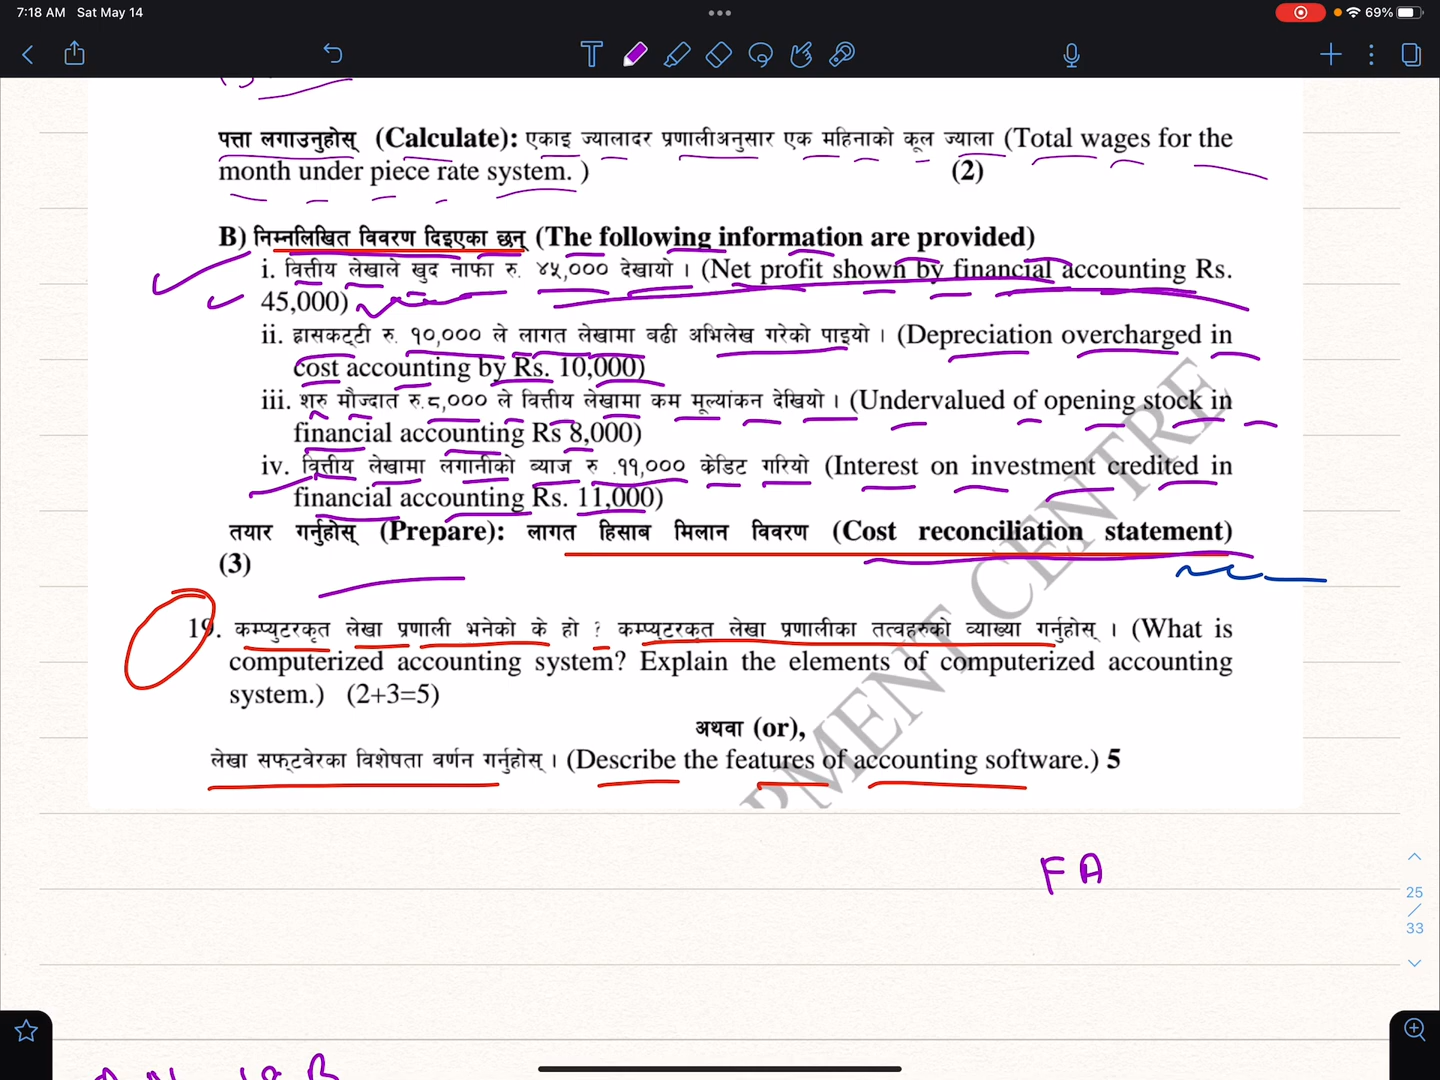 7:18 AM Sat May 14
69%
पत्ता लगाउनुहोस् (Calculate): एकाइ ज्यालादर प्रणालीअनुसार एक महिनाको कूल ज्याला (Total wages for the
month under piece rate system. ) (2)
B) निम्नलिखित विवरण दिइएका छन् (The following information are provided)
i. वित्तीय लेखाले खुद नाफा रु. ४५,००० देखायो । (Net profit shown by financial accounting Rs.
45,000)
ii. ह्रासकट्टी रु. १०,००० ले लागत लेखामा बढी अभिलेख गरेको पाइयो । (Depreciation overcharged in
cost accounting by Rs. 10,000)
iii. शुरु मौज्दात रु.८,००० ले वित्तीय लेखामा कम मूल्यांकन देखियो । (Undervalued of opening stock in
financial accounting Rs 8,000)
iv. वित्तीय लेखामा लगानीको व्याज रु .११,००० केडिट गरियो (Interest on investment credited in
financial accounting Rs. 11,000)
तयार गर्नुहोस् (Prepare): लागत हिसाब मिलान विवरण (Cost reconciliation statement)
(3)
19. कम्प्युटरकृत लेखा प्रणाली भनेको के हो ? कम्प्युटरकृत लेखा प्रणालीका तत्वहरुको व्याख्या गर्नुहोस् । (What is
computerized accounting system? Explain the elements of computerized accounting
system.) (2+3=5)
अथवा (or),
लेखा सफ्टवेरका विशेषता वर्णन गर्नुहोस् । (Describe the features of accounting software.) 5
PMENT CENTRE
F A
25
/
33